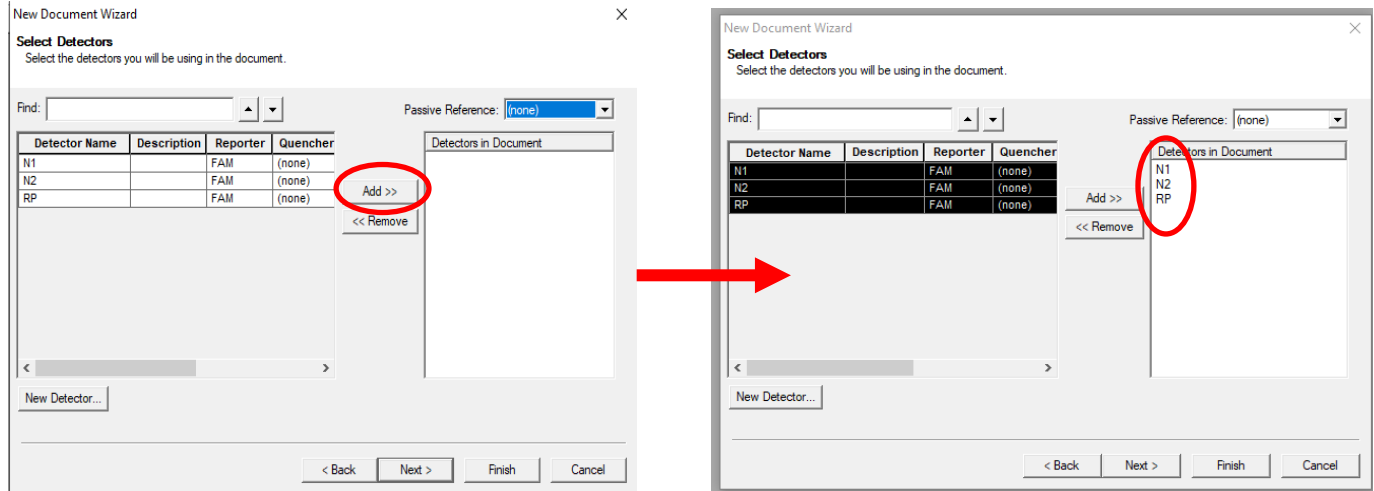 New Document Wizard
Select Detectors
Select the detectors you will be using in the document.
Find:
Passive Reference: (none)
Detector Name Description Reporter Quencher
N1 FAM (none)
N2 FAM (none)
RP FAM (none)
Add >>
<< Remove
Detectors in Document
New Detector...
< Back Next > Finish Cancel
New Document Wizard
Select Detectors
Select the detectors you will be using in the document.
Find:
Passive Reference: (none)
Detector Name Description Reporter Quencher
N1 FAM (none)
N2 FAM (none)
RP FAM (none)
Add >>
<< Remove
Detectors in Document
N1
N2
RP
New Detector...
< Back Next > Finish Cancel